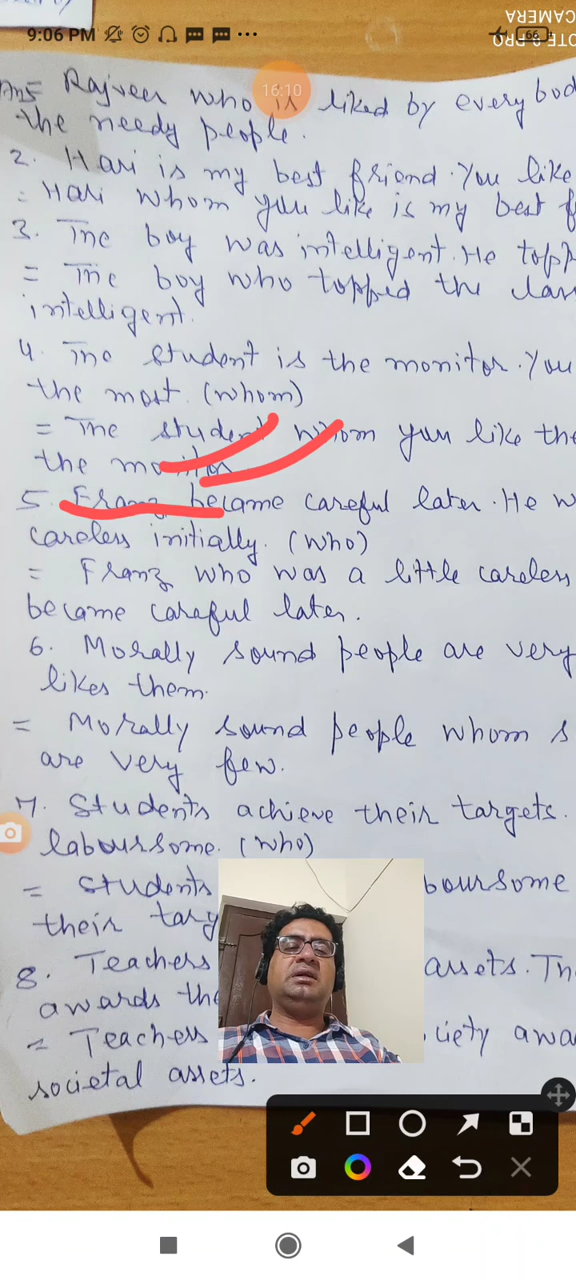 9:06 PM
66
CAMERA
16:10
Ans= Rajveer who is liked by everybod
the needy people.
2. Hari is my best friend. You like
= Hari whom you like is my best f
3. The boy was intelligent. He topp
= The boy who topped the clas
intelligent.
4. The student is the monitor. You
the most. (whom)
= The student whom you like the
the monitor
5. Franz became careful later. He w
careless initially. (who)
= Franz who was a little careless
became careful later.
6. Morally sound people are very
likes them.
= Morally sound people whom s
are very few.
7. Students achieve their targets.
laboursome. (who)
= Students boursome
their targ
8. Teachers assets. Th
awards the
= Teachers ciety awa
societal assets.